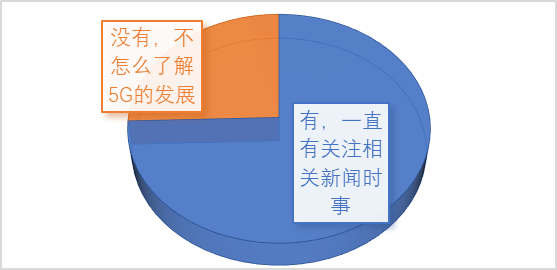 没有，不
怎么了解
5G的发展
有，一直
有关注相
关新闻时
事